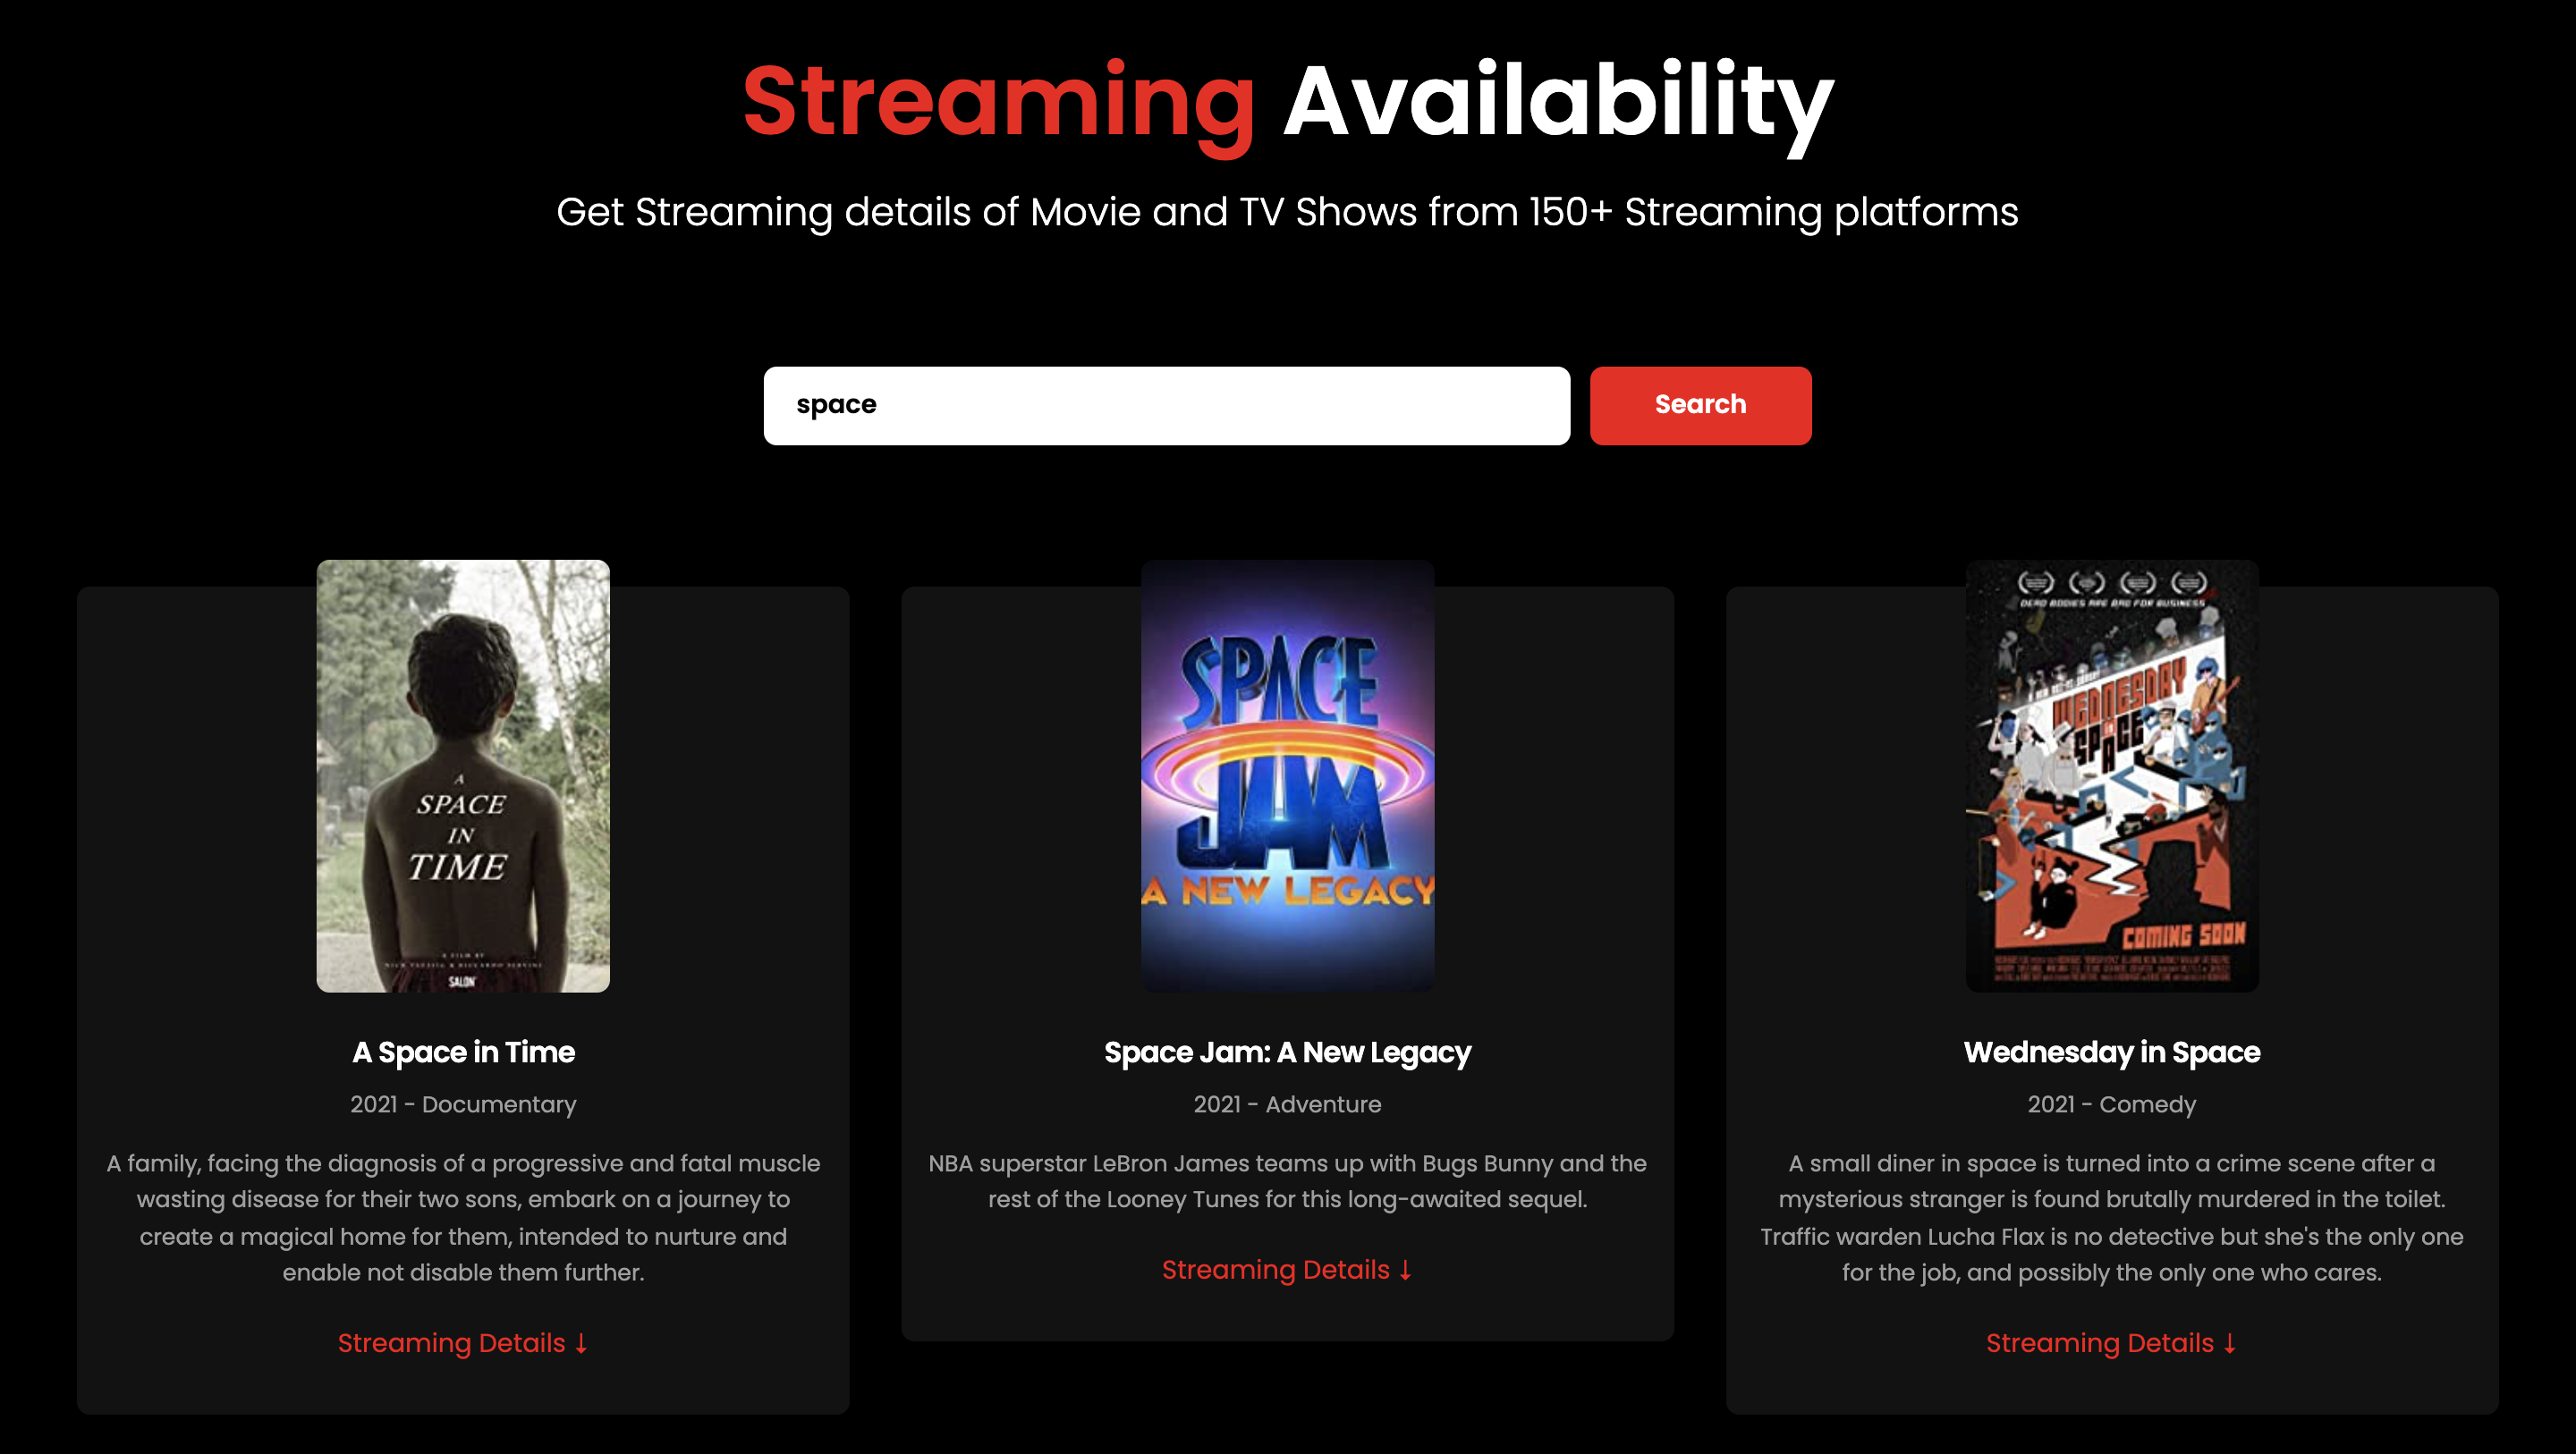 Streaming Availability
Get Streaming details of Movie and TV Shows from 150+ Streaming platforms
space
Search
A
SPACE
IN
TIME
A FILM BY
SALON
A Space in Time
2021 - Documentary
A family, facing the diagnosis of a progressive and fatal muscle
wasting disease for their two sons, embark on a journey to
create a magical home for them, intended to nurture and
enable not disable them further.
Streaming Details ↓
SPACE
JAM
A NEW LEGACY
Space Jam: A New Legacy
2021 - Adventure
NBA superstar LeBron James teams up with Bugs Bunny and the
rest of the Looney Tunes for this long-awaited sequel.
Streaming Details ↓
DEAD BODIES ARE BAD FOR BUSINESS
WEDNESDAY
IN
SPACE
COMING SOON
Wednesday in Space
2021 - Comedy
A small diner in space is turned into a crime scene after a
mysterious stranger is found brutally murdered in the toilet.
Traffic warden Lucha Flax is no detective but she's the only one
for the job, and possibly the only one who cares.
Streaming Details ↓